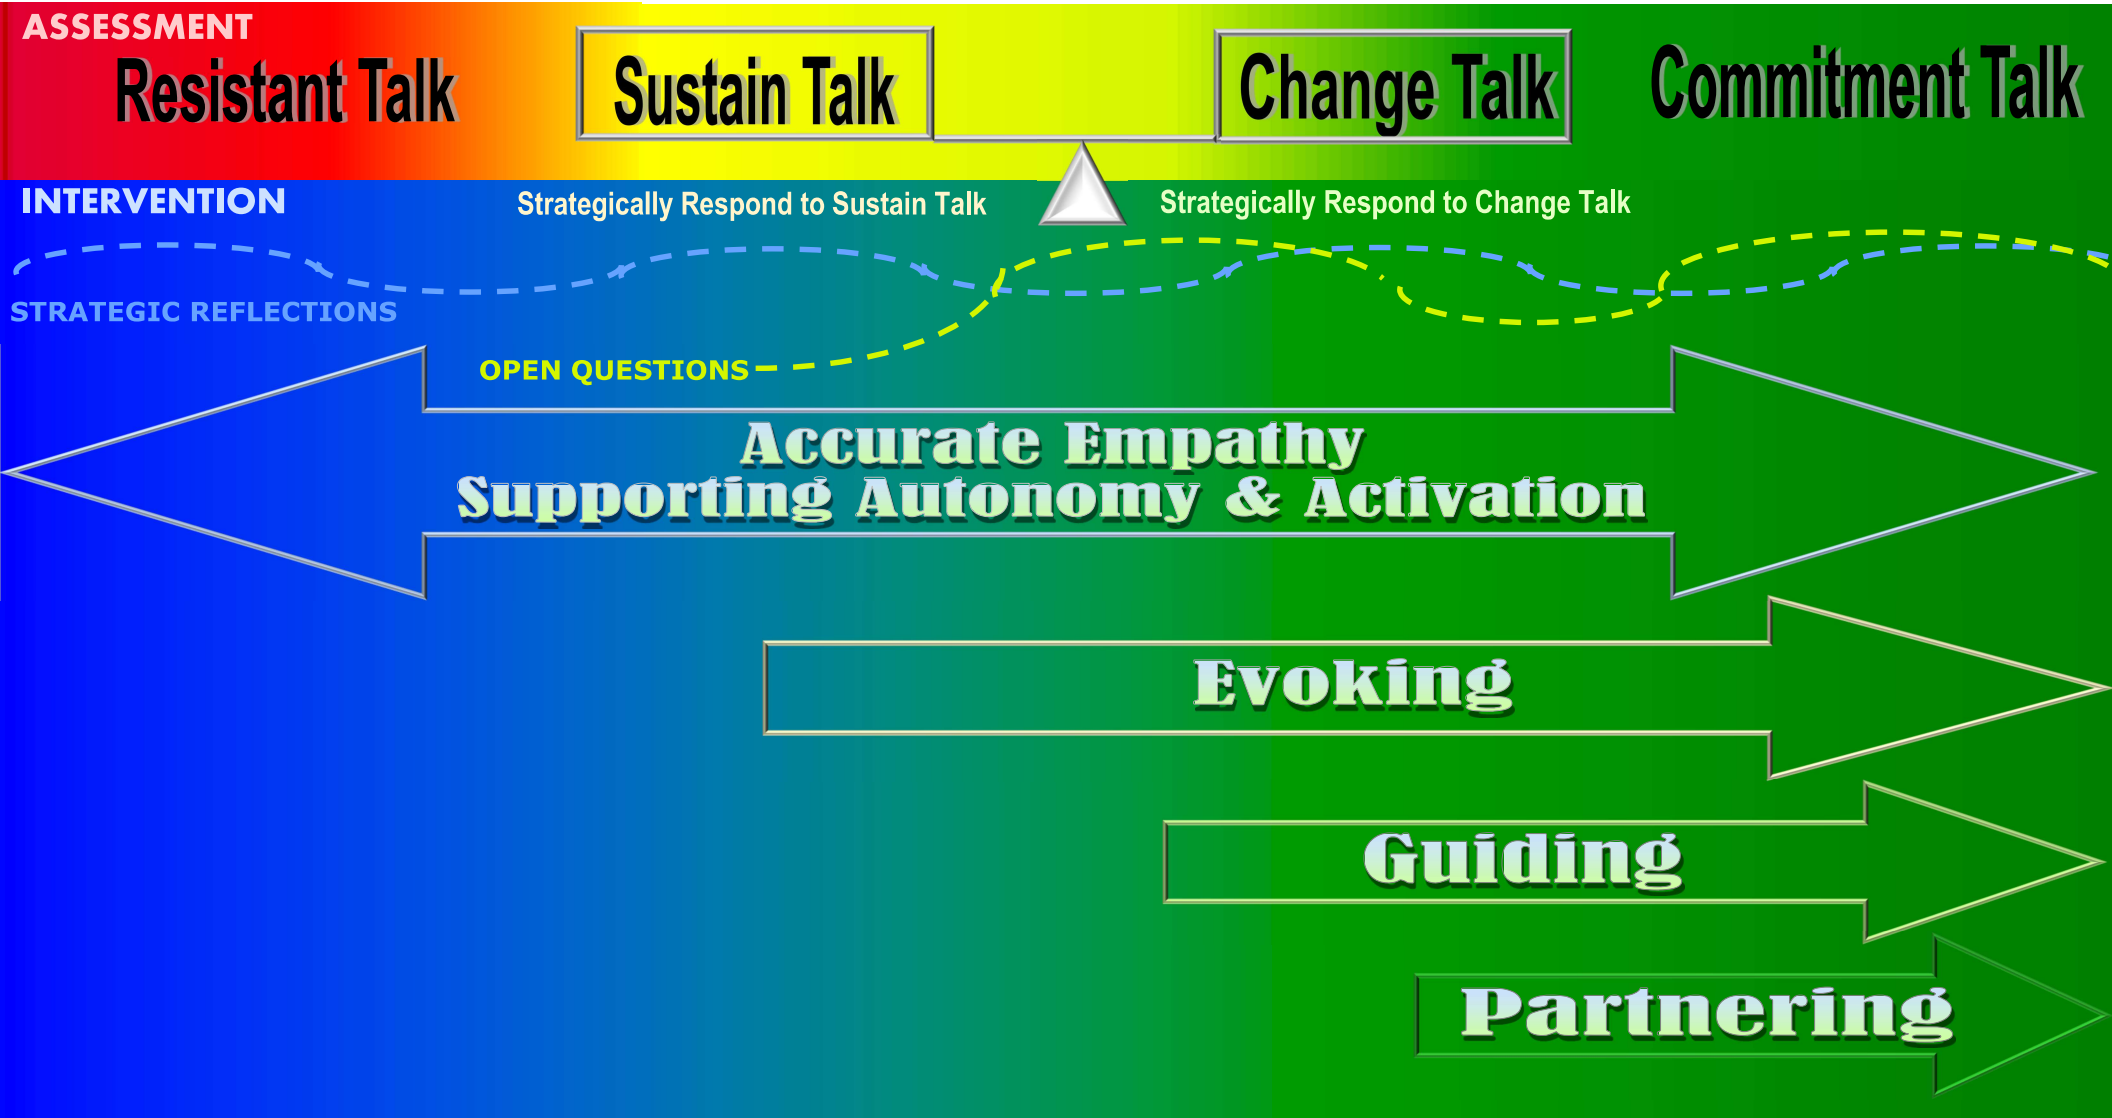 ASSESSMENT
Resistant Talk
Sustain Talk
Change Talk
Commitment Talk
INTERVENTION
Strategically Respond to Sustain Talk
Strategically Respond to Change Talk
STRATEGIC REFLECTIONS
OPEN QUESTIONS
Accurate Empathy
Supporting Autonomy & Activation
Evoking
Guiding
Partnering